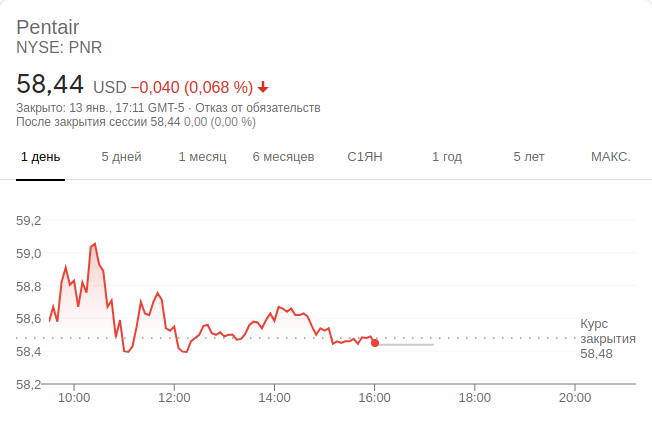 Pentair
NYSE: PNR
58,44 USD −0,040 (0,068 %)
Закрыто: 13 янв., 17:11 GMT-5 · Отказ от обязательств
После закрытия сессии 58,44 0,00 (0,00 %)
1 день 5 дней 1 месяц 6 месяцев С1ЯН 1 год 5 лет МАКС.
59,2
59,0
58,8
58,6
58,4
58,2
Курс
закрытия
58,48
10:00 12:00 14:00 16:00 18:00 20:00